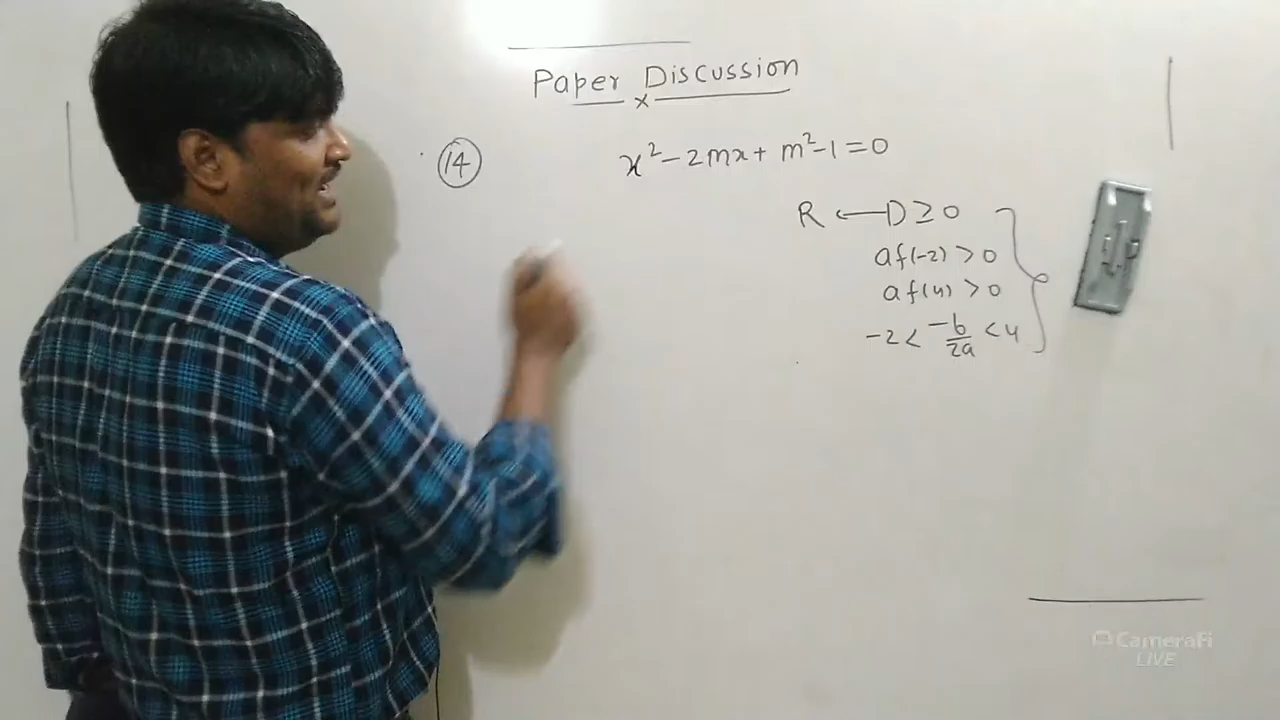 Paper Discussion
x
14
x² - 2mx + m² - 1 = 0
R ← D ≥ 0
af(-2) > 0
af(4) > 0
-2 < -b/2a < 4
CameraFi
LIVE